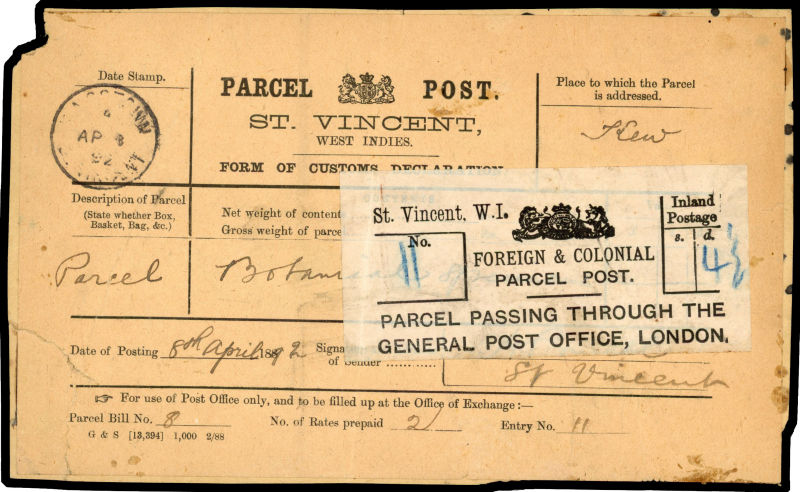 Date Stamp.
PARCEL POST.
Place to which the Parcel
is addressed.
AP 8
92
ST. VINCENT,
WEST INDIES.
Kew
FORM OF CUSTOMS DECLARATION
Description of Parcel
(State whether Box,
Basket, Bag, &c.)
Net weight of content
Gross weight of parce
St. Vincent, W.I.
No.
11
FOREIGN & COLONIAL
PARCEL POST.
Inland
Postage
s. d.
4½
Parcel
PARCEL PASSING THROUGH THE
GENERAL POST OFFICE, LONDON.
Date of Posting 8th April 1892
Signa
of Sender
St Vincent
☞ For use of Post Office only, and to be filled up at the Office of Exchange:—
Parcel Bill No. 8 No. of Rates prepaid 2 Entry No. 11
G & S [13,394] 1,000 2/88